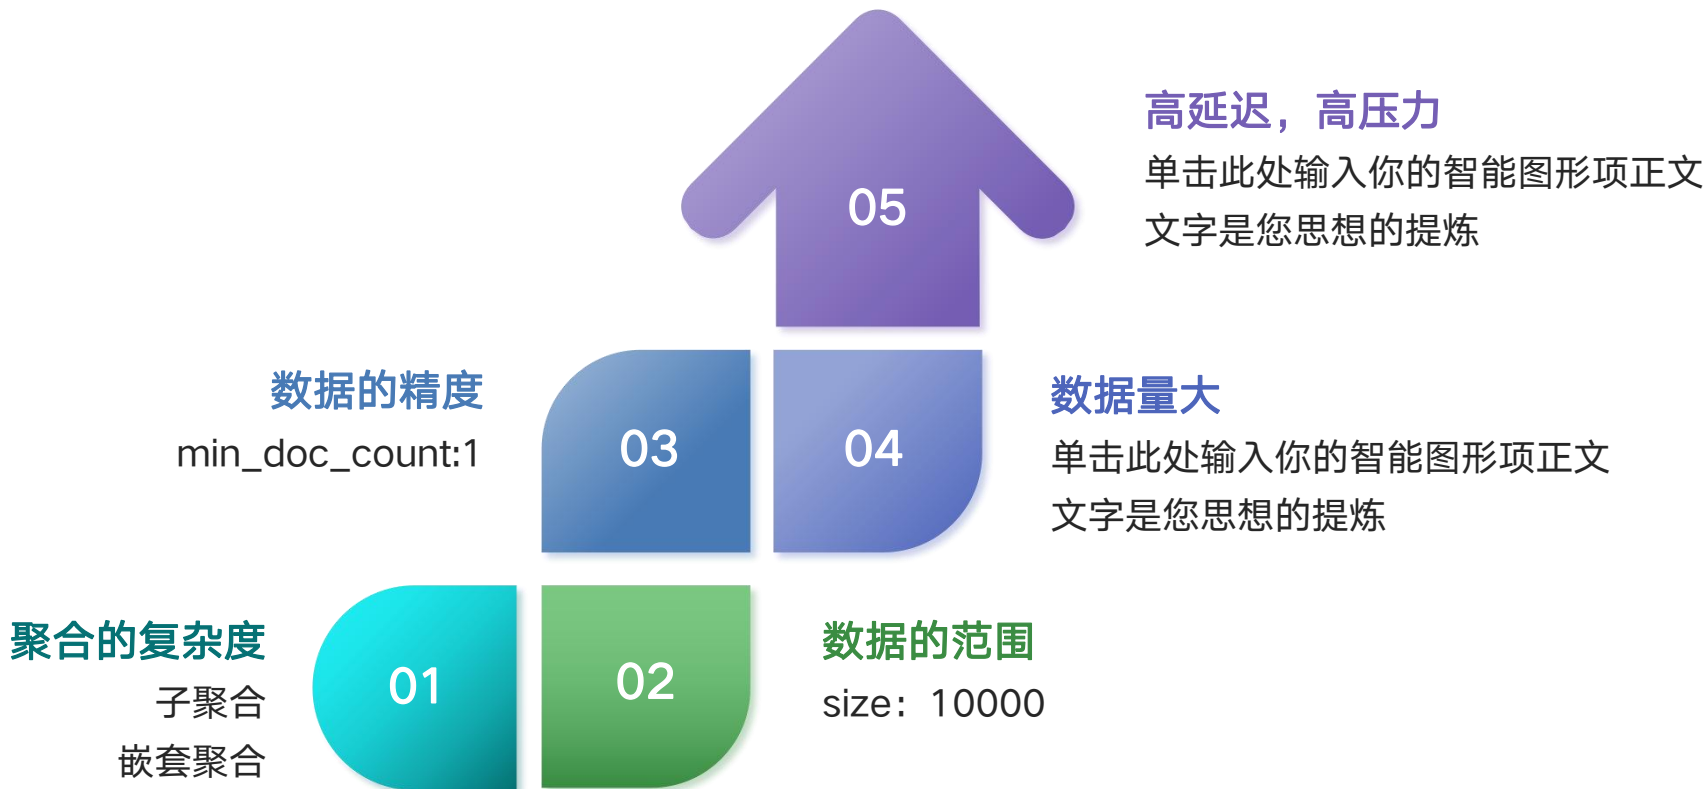 高延迟，高压力
单击此处输入你的智能图形项正文
文字是您思想的提炼
05
数据的精度
min_doc_count:1
03
04
数据量大
单击此处输入你的智能图形项正文
文字是您思想的提炼
聚合的复杂度
子聚合
嵌套聚合
01
02
数据的范围
size：10000